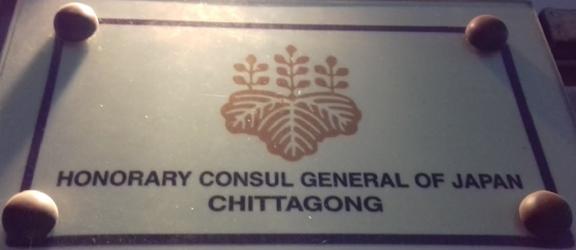 HONORARY CONSUL GENERAL OF JAPAN
CHITTAGONG